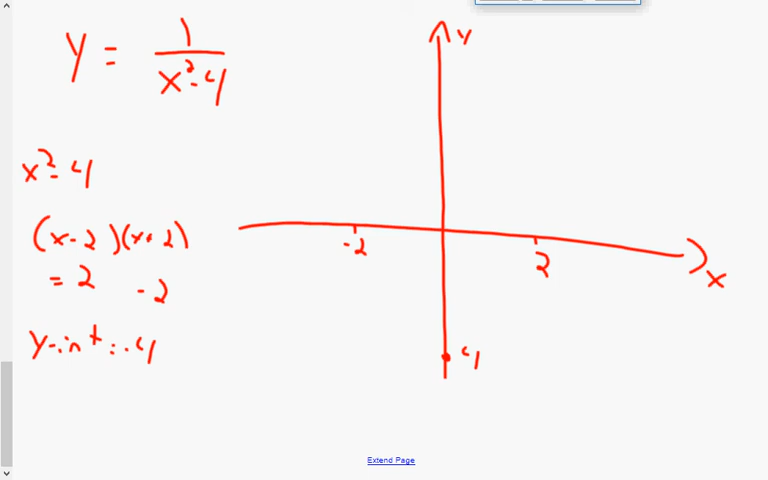 y = 1/(x² - 4)
y
x² - 4
(x - 2)(x + 2)
= 2 - 2
-2
2
x
y-int = -4
4
Extend Page